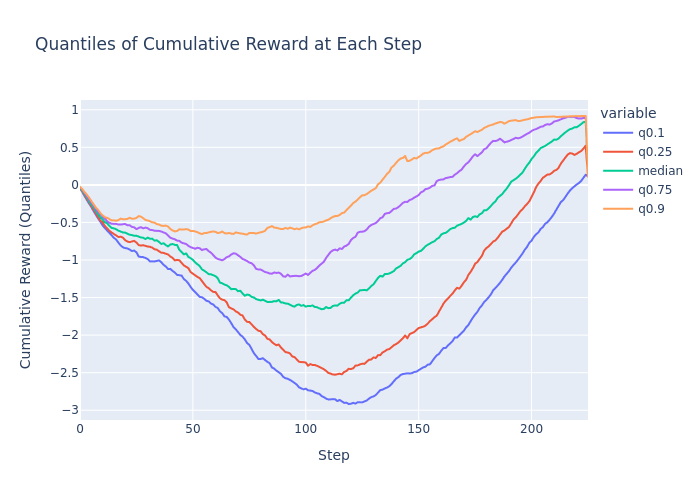 Quantiles of Cumulative Reward at Each Step
variable
q0.1
q0.25
median
q0.75
q0.9
Cumulative Reward (Quantiles)
1
0.5
0
−0.5
−1
−1.5
−2
−2.5
−3
0
50
100
150
200
Step